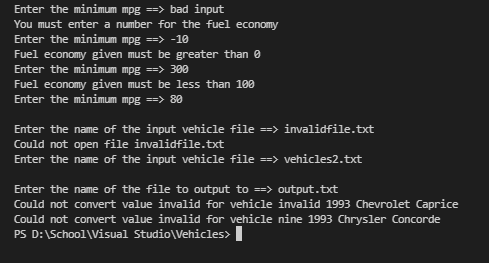 Enter the minimum mpg ==> bad input
You must enter a number for the fuel economy
Enter the minimum mpg ==> -10
Fuel economy given must be greater than 0
Enter the minimum mpg ==> 300
Fuel economy given must be less than 100
Enter the minimum mpg ==> 80
Enter the name of the input vehicle file ==> invalidfile.txt
Could not open file invalidfile.txt
Enter the name of the input vehicle file ==> vehicles2.txt
Enter the name of the file to output to ==> output.txt
Could not convert value invalid for vehicle invalid 1993 Chevrolet Caprice
Could not convert value invalid for vehicle nine 1993 Chrysler Concorde
PS D:\School\Visual Studio\Vehicles>